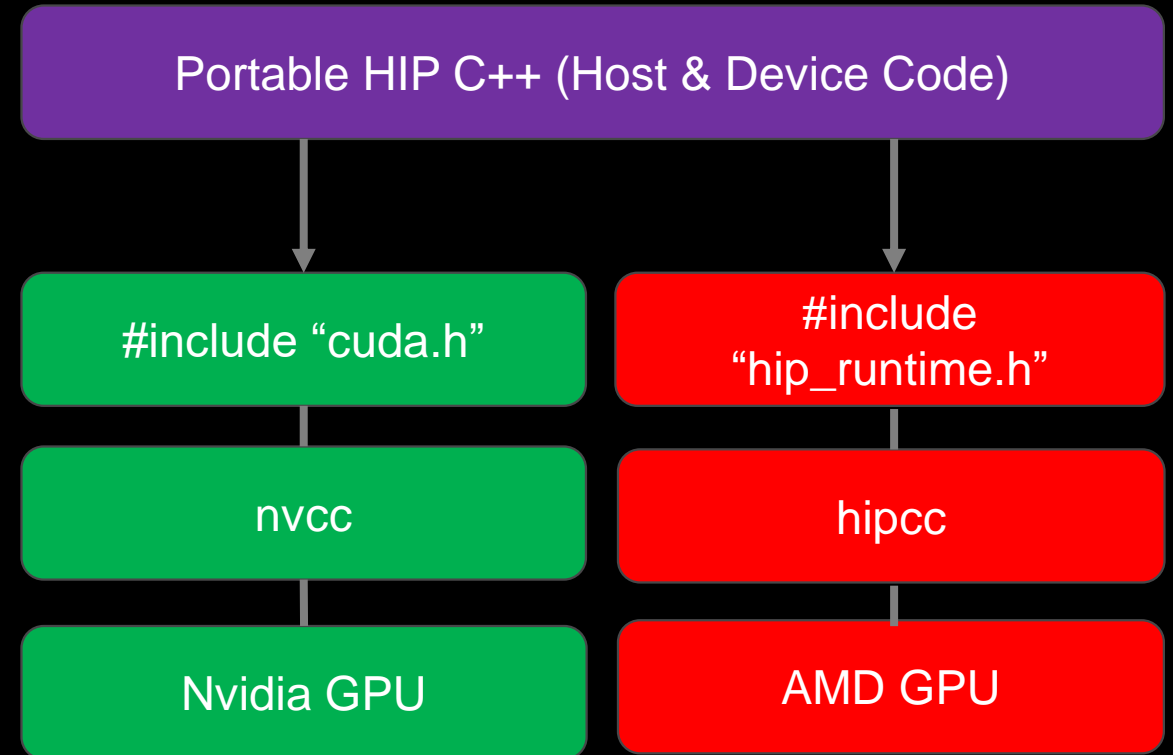 Portable HIP C++ (Host & Device Code)
#include “cuda.h”
#include
“hip_runtime.h”
nvcc
hipcc
Nvidia GPU
AMD GPU